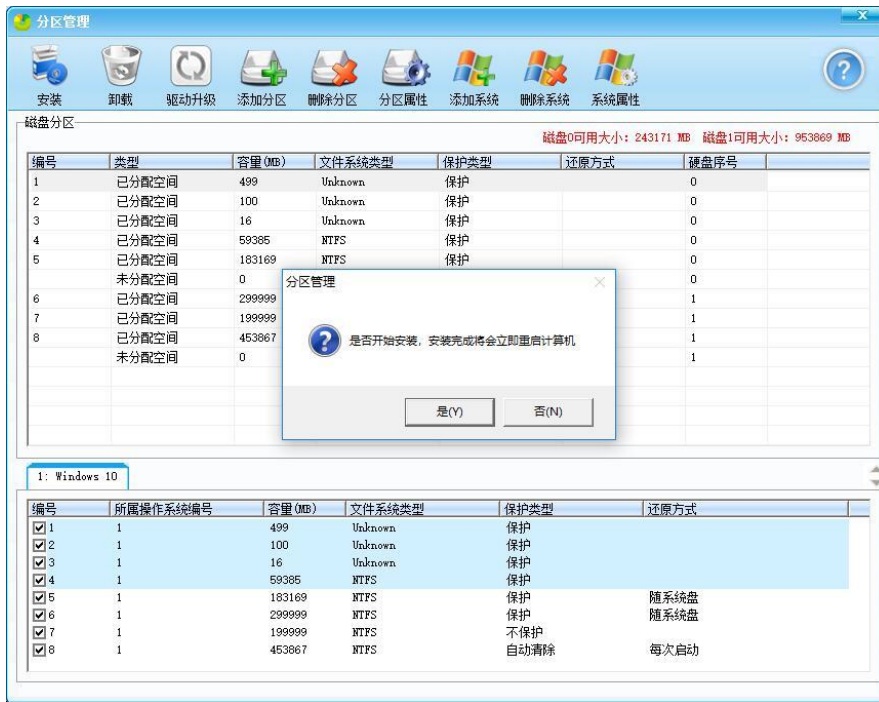 分区管理
安装 卸载 驱动升级 添加分区 删除分区 分区属性 添加系统 删除系统 系统属性
磁盘分区
磁盘0可用大小: 243171 MB 磁盘1可用大小: 953869 MB
编号 类型 容量(MB) 文件系统类型 保护类型 还原方式 硬盘序号
1 已分配空间 499 Unknown 保护 0
2 已分配空间 100 Unknown 保护 0
3 已分配空间 16 Unknown 保护 0
4 已分配空间 59385 NTFS 保护 0
5 已分配空间 183169 NTFS 保护 0
未分配空间 0 0
6 已分配空间 299999 1
7 已分配空间 199999 1
8 已分配空间 453867 1
未分配空间 0 1
分区管理
是否开始安装，安装完成将会立即重启计算机
是(Y) 否(N)
1: Windows 10
编号 所属操作系统编号 容量(MB) 文件系统类型 保护类型 还原方式
1 1 499 Unknown 保护
2 1 100 Unknown 保护
3 1 16 Unknown 保护
4 1 59385 NTFS 保护
5 1 183169 NTFS 保护 随系统盘
6 1 299999 NTFS 保护 随系统盘
7 1 199999 NTFS 不保护
8 1 453867 NTFS 自动清除 每次启动